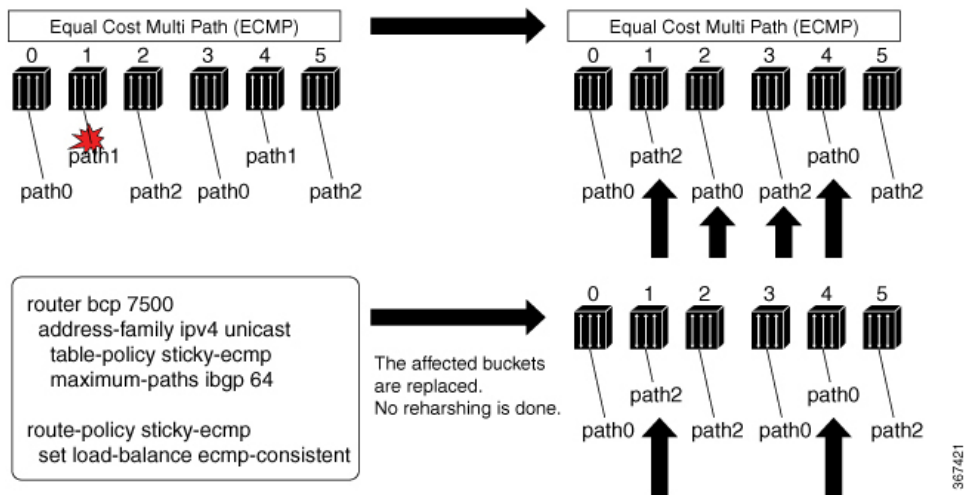 Equal Cost Multi Path (ECMP)
0 1 2 3 4 5
path1 path1
path0 path2 path0 path2
Equal Cost Multi Path (ECMP)
0 1 2 3 4 5
path2 path0
path0 path0 path2 path2
router bcp 7500
address-family ipv4 unicast
table-policy sticky-ecmp
maximum-paths ibgp 64
route-policy sticky-ecmp
set load-balance ecmp-consistent
The affected buckets
are replaced.
No reharshing is done.
0 1 2 3 4 5
path2 path0
path0 path2 path0 path2
367421